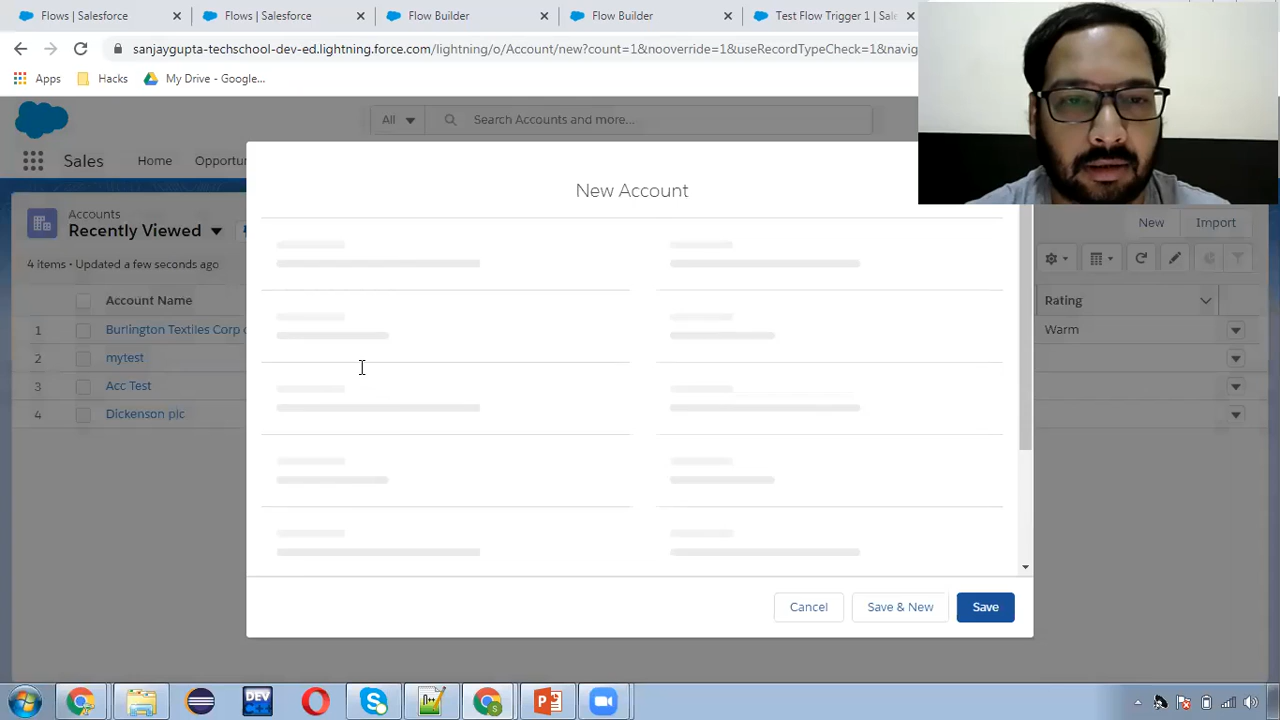 Flows | Salesforce
Flows | Salesforce
Flow Builder
Flow Builder
Test Flow Trigger 1 | Sale
sanjaygupta-techschool-dev-ed.lightning.force.com/lightning/o/Account/new?count=1&nooverride=1&useRecordTypeCheck=1&navig
Apps
Hacks
My Drive - Google...
All
Search Accounts and more...
Sales
Home
Opportu
New Account
Accounts
Recently Viewed
New
Import
4 items • Updated a few seconds ago
Account Name
Rating
1
Burlington Textiles Corp o
Warm
2
mytest
3
Acc Test
4
Dickenson plc
Cancel
Save & New
Save
DEV
C++